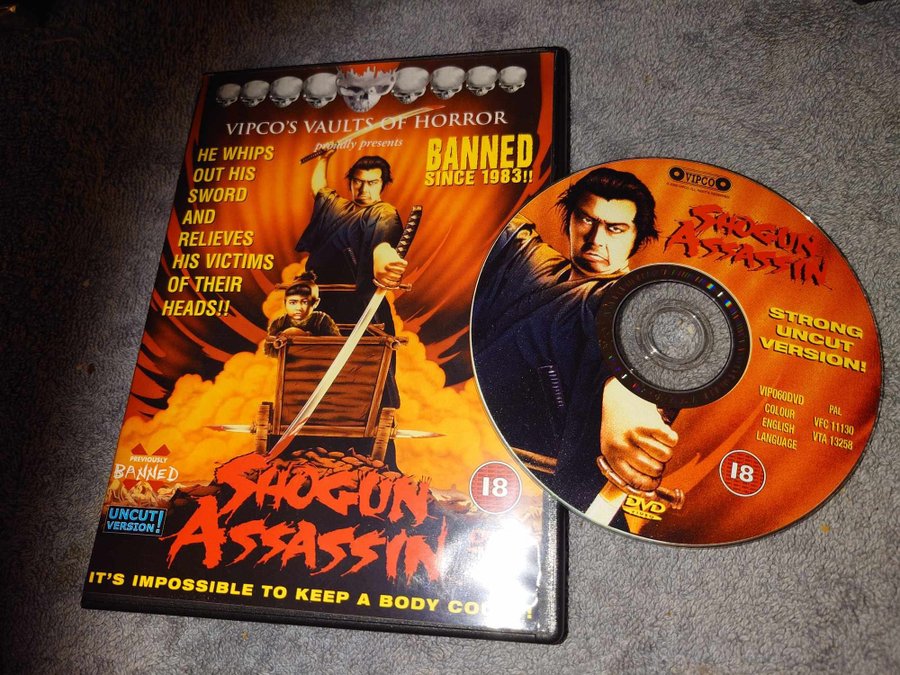 VIPCO'S VAULTS OF HORROR
proudly presents
HE WHIPS
OUT HIS
SWORD
AND
RELIEVES
HIS VICTIMS
OF THEIR
HEADS!!
BANNED
SINCE 1983!!
PREVIOUSLY
BANNED
UNCUT
VERSION!
SHOGUN
ASSASSIN
18
IT'S IMPOSSIBLE TO KEEP A BODY
VIPCO
SHOGUN
ASSASSIN
STRONG
UNCUT
VERSION!
VIP060DVD
COLOUR
ENGLISH
LANGUAGE
PAL
VFC 11130
VTA 13258
18
DVD
VIDEO